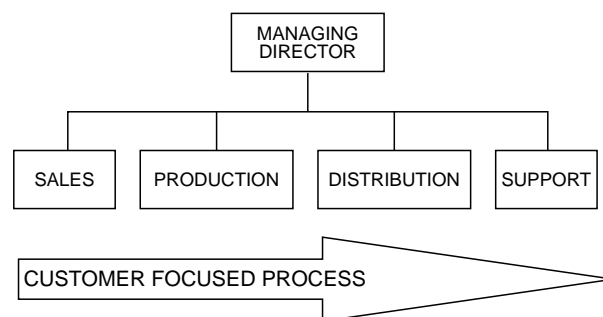 MANAGING
DIRECTOR
SALES PRODUCTION DISTRIBUTION SUPPORT
CUSTOMER FOCUSED PROCESS